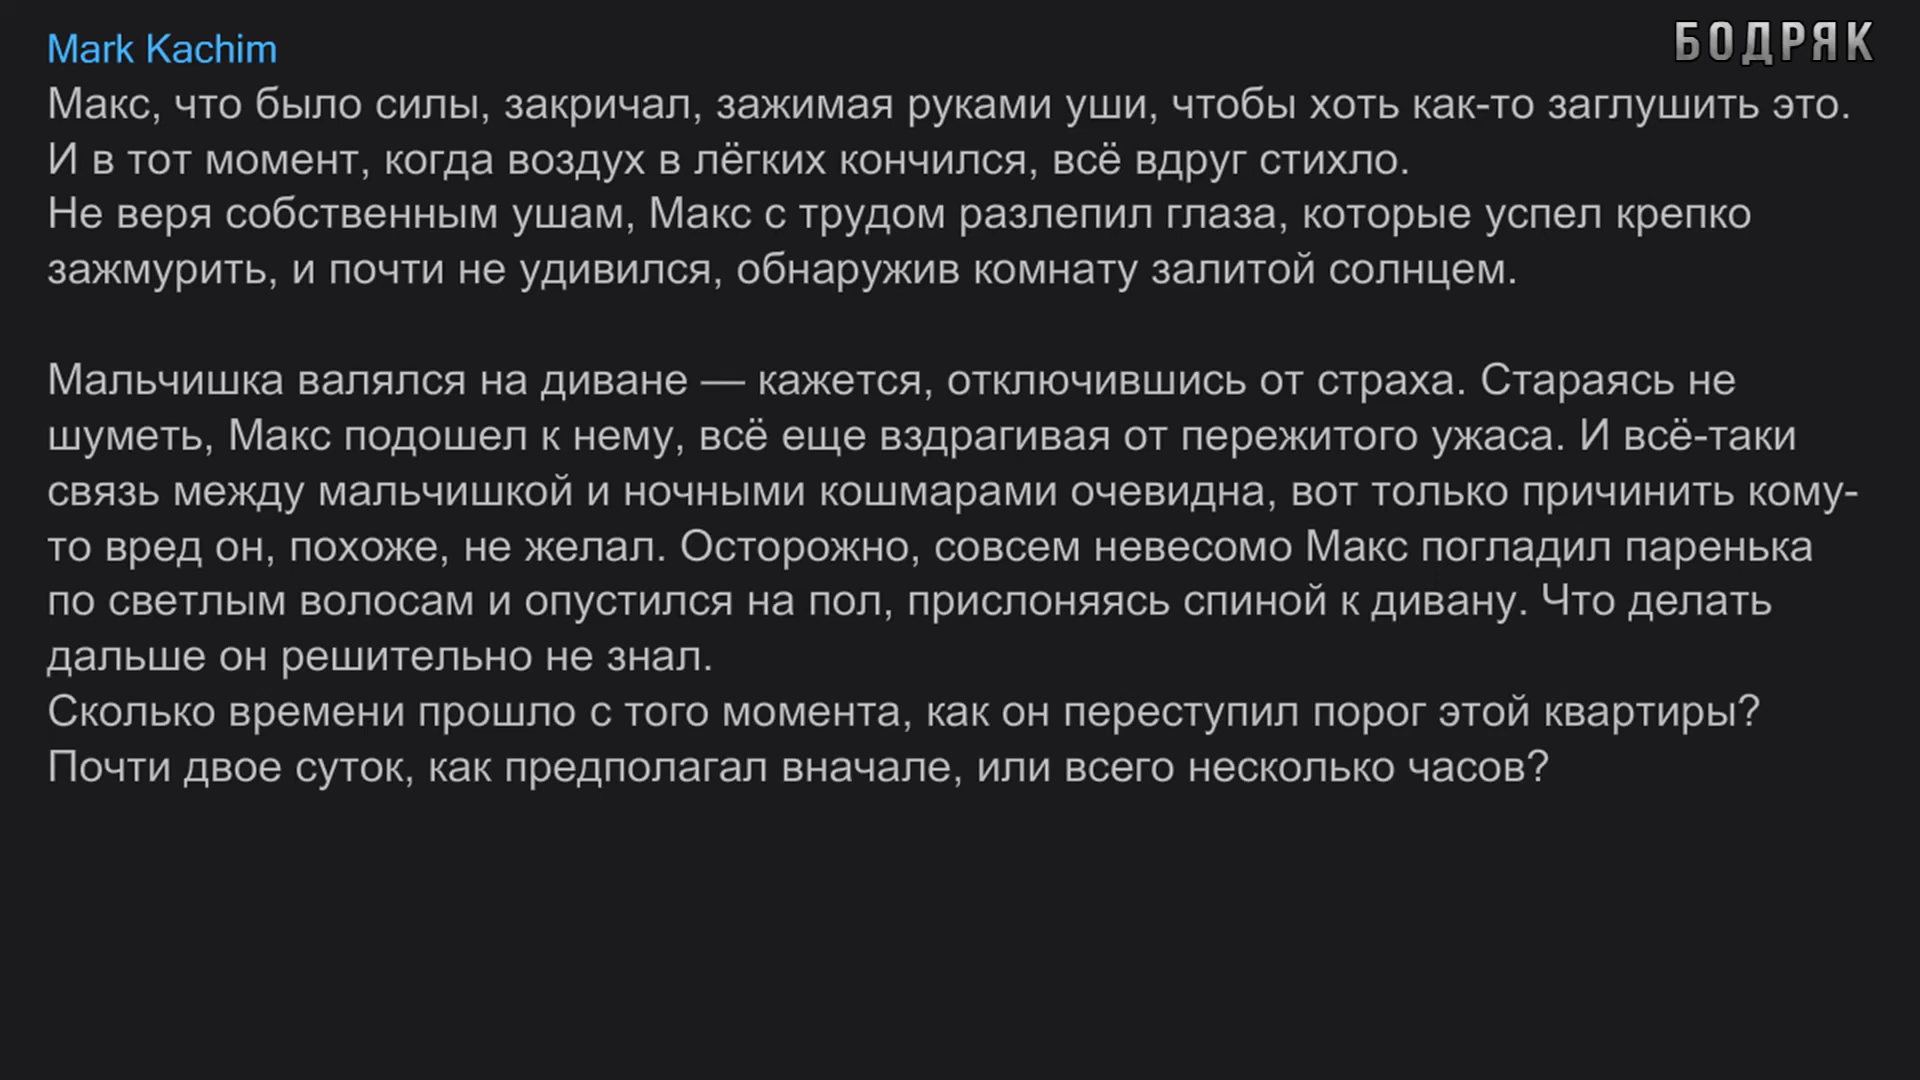 Mark Kachim
БОДРЯК
Макс, что было силы, закричал, зажимая руками уши, чтобы хоть как-то заглушить это.
И в тот момент, когда воздух в лёгких кончился, всё вдруг стихло.
Не веря собственным ушам, Макс с трудом разлепил глаза, которые успел крепко
зажмурить, и почти не удивился, обнаружив комнату залитой солнцем.
Мальчишка валялся на диване — кажется, отключившись от страха. Стараясь не
шуметь, Макс подошел к нему, всё еще вздрагивая от пережитого ужаса. И всё-таки
связь между мальчишкой и ночными кошмарами очевидна, вот только причинить кому-
то вред он, похоже, не желал. Осторожно, совсем невесомо Макс погладил паренька
по светлым волосам и опустился на пол, прислоняясь спиной к дивану. Что делать
дальше он решительно не знал.
Сколько времени прошло с того момента, как он переступил порог этой квартиры?
Почти двое суток, как предполагал вначале, или всего несколько часов?